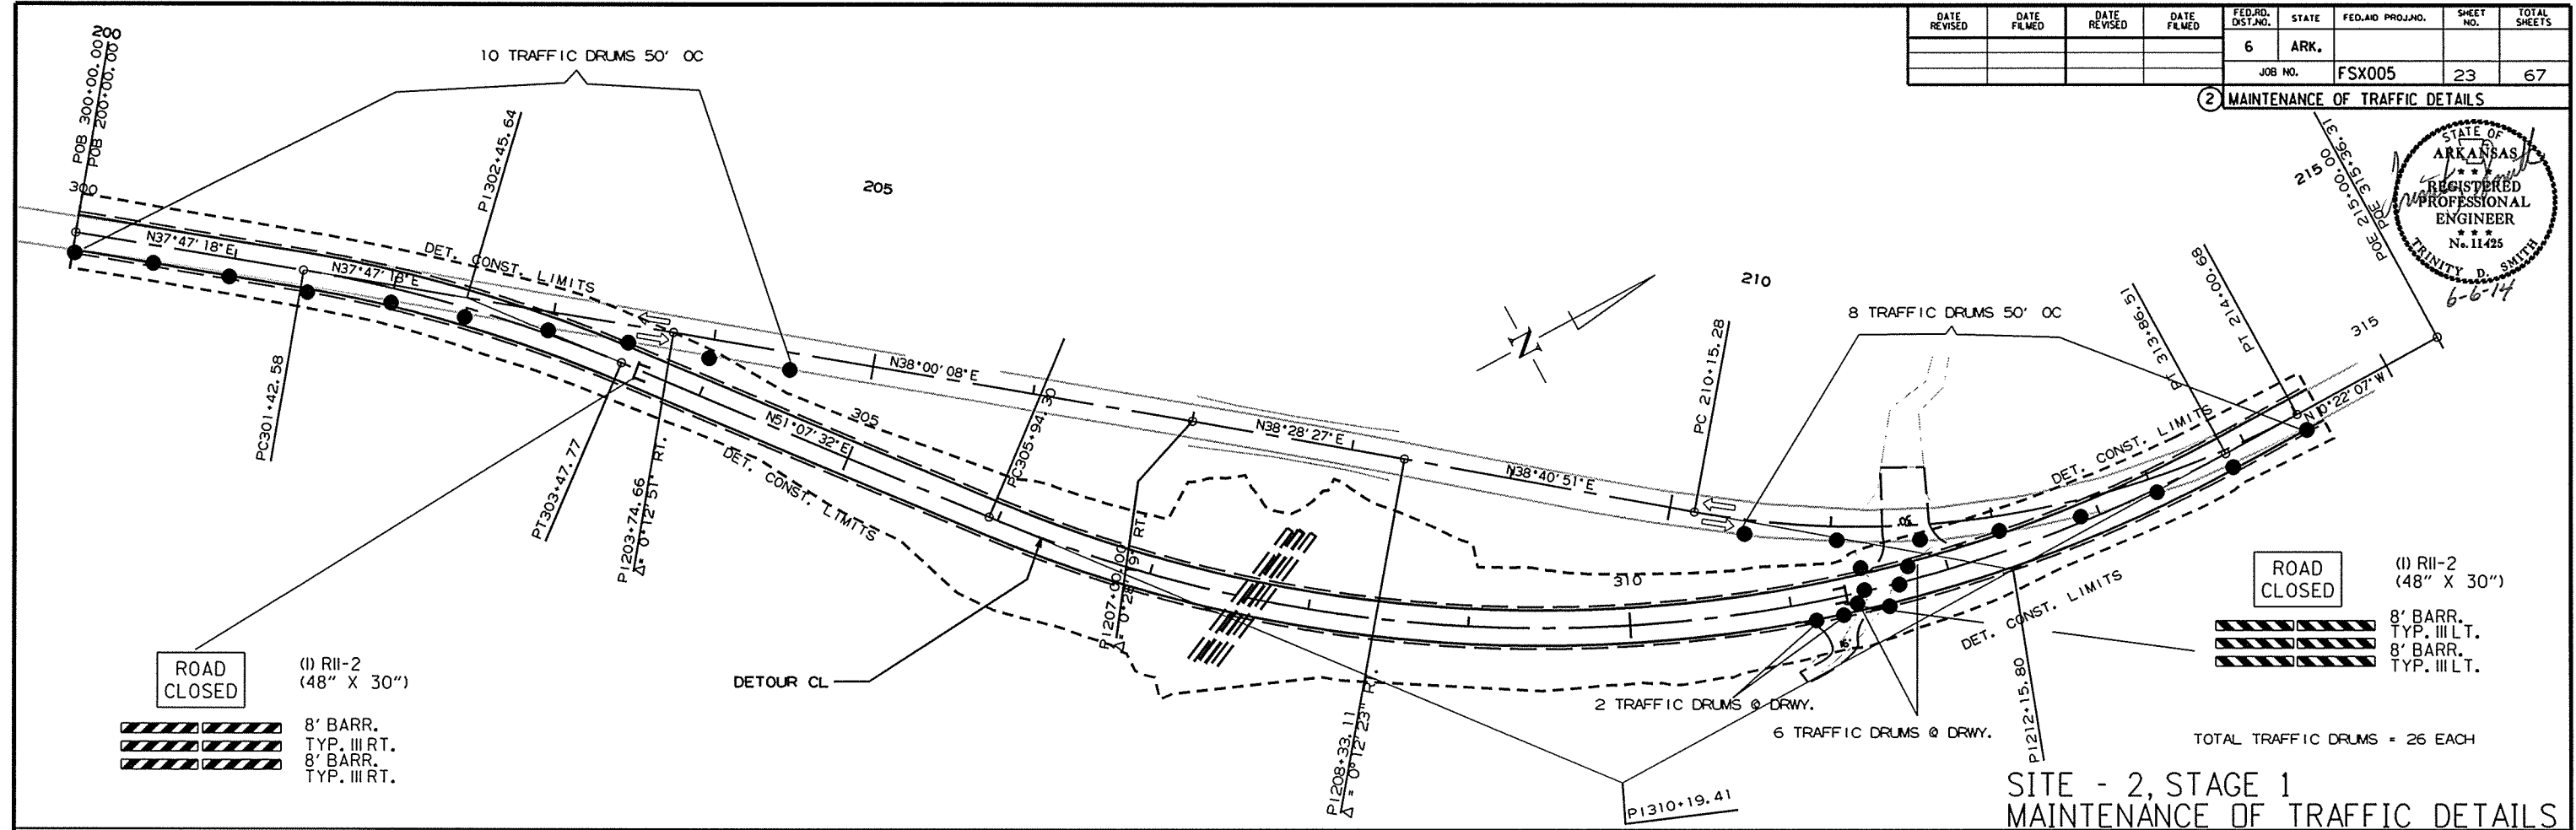 DATE REVISED
DATE FILMED
DATE REVISED
DATE FILMED
FED.RD. DIST.NO.
STATE
FED.AID PROJ.NO.
SHEET NO.
TOTAL SHEETS
6
ARK.
JOB NO.
FSX005
23
67
2
MAINTENANCE OF TRAFFIC DETAILS
STATE OF
ARKANSAS
REGISTERED
PROFESSIONAL
ENGINEER
No. 11425
TRINITY D. SMITH
6-6-14
200
POB 300+00.00
POB 200+00.00
300
10 TRAFFIC DRUMS 50' OC
PI302+45.64
205
210
215
N37°47'18"E
N37°47'18"E
DET. CONST. LIMITS
PC301+42.58
PT303+47.77
PI203+74.66
Δ= 0°12'51" RT.
N51°07'32"E
305
N38°00'08"E
PC305+94.30
DET. CONST. LIMITS
PI207+00.00
N38°28'27"E
PC 210+15.28
N38°40'51"E
8 TRAFFIC DRUMS 50' OC
N
PT 313+86.51
PT 214+00.68
POE 215+00.00
POE 315+36.31
315
N10°22'07"W
DET. CONST. LIMITS
310
DET. CONST. LIMITS
DETOUR CL
PI208+33.11
Δ = 0°12'23" RT.
2 TRAFFIC DRUMS @ DRWY.
6 TRAFFIC DRUMS @ DRWY.
PI212+15.80
PI310+19.41
ROAD CLOSED
(1) R11-2
(48" X 30")
8' BARR.
TYP. III RT.
8' BARR.
TYP. III RT.
ROAD CLOSED
(1) R11-2
(48" X 30")
8' BARR.
TYP. III LT.
8' BARR.
TYP. III LT.
TOTAL TRAFFIC DRUMS = 26 EACH
SITE - 2, STAGE 1
MAINTENANCE OF TRAFFIC DETAILS